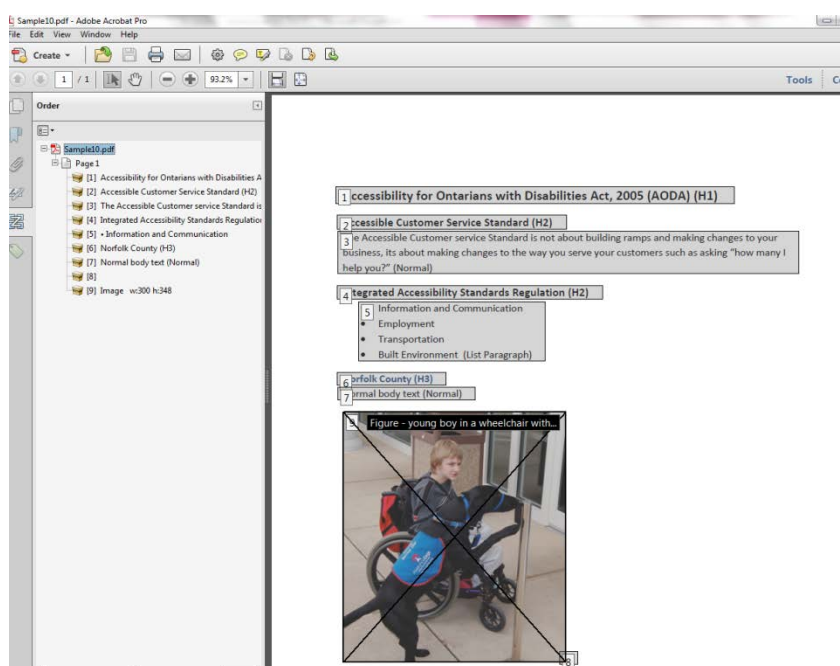 Sample10.pdf - Adobe Acrobat Pro
File Edit View Window Help
Create
1 / 1 93.2% Tools
Order
Sample10.pdf
Page 1
[1] Accessibility for Ontarians with Disabilities A
[2] Accessible Customer Service Standard (H2)
[3] The Accessible Customer service Standard is
[4] Integrated Accessibility Standards Regulation
[5] • Information and Communication
[6] Norfolk County (H3)
[7] Normal body text (Normal)
[8]
[9] Image w:300 h:348
1 ccessibility for Ontarians with Disabilities Act, 2005 (AODA) (H1)
2 ccessible Customer Service Standard (H2)
3 e Accessible Customer service Standard is not about building ramps and making changes to your
business, its about making changes to the way you serve your customers such as asking "how many I
help you?" (Normal)
4 tegrated Accessibility Standards Regulation (H2)
5 Information and Communication
• Employment
• Transportation
• Built Environment (List Paragraph)
6 orfolk County (H3)
7 ormal body text (Normal)
9 Figure - young boy in a wheelchair with...
8